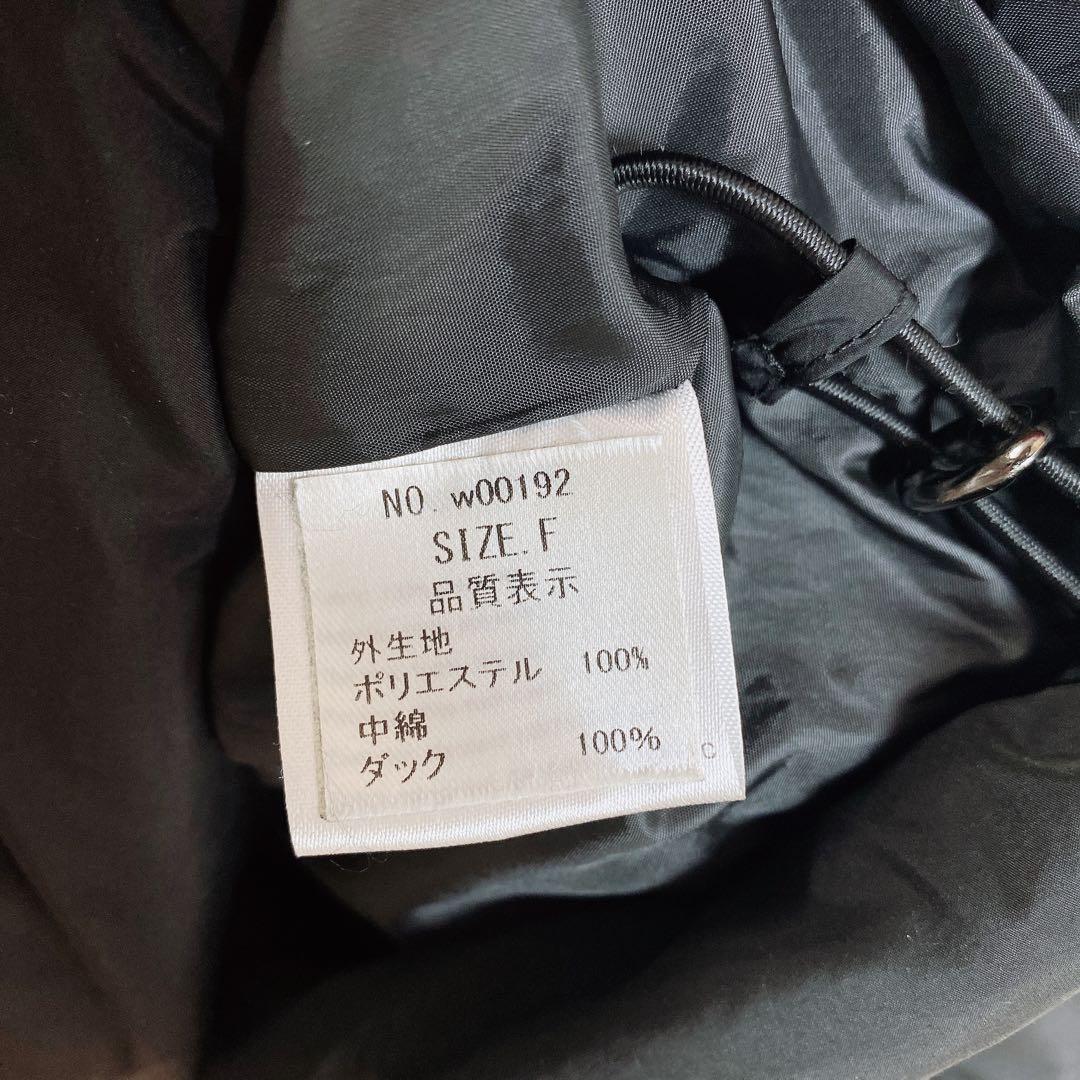 NO. w00192
SIZE. F
品質表示
外生地
ポリエステル 100%
中綿
ダック 100%
c